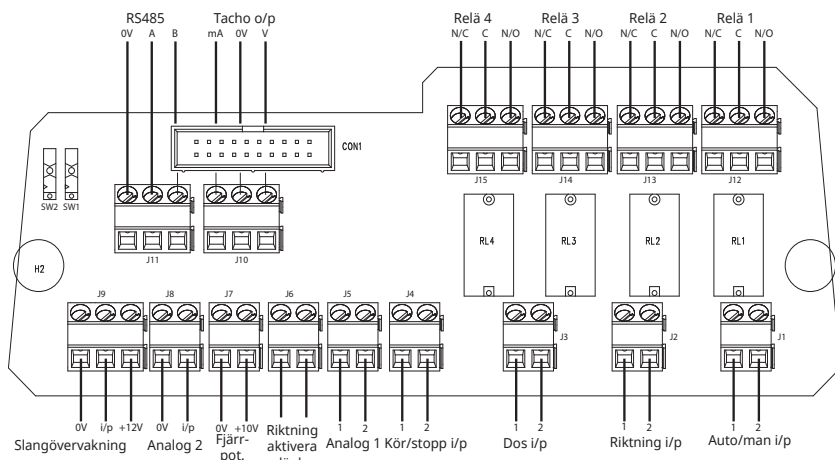 RS485 Tacho o/p Relä 4 Relä 3 Relä 2 Relä 1
0V A B mA 0V V N/C C N/O N/C C N/O N/C C N/O N/C C N/O
CON1
J15 J14 J13 J12
SW2 SW1
J11 J10
RL4 RL3 RL2 RL1
H2
J9 J8 J7 J6 J5 J4
J3 J2 J1
0V i/p +12V 0V i/p 0V +10V 1 2 1 2 1 2 1 2 1 2
Slangövervakning Analog 2 Fjärr- Riktning Analog 1 Kör/stopp i/p Dos i/p Riktning i/p Auto/man i/p
pot. aktivera